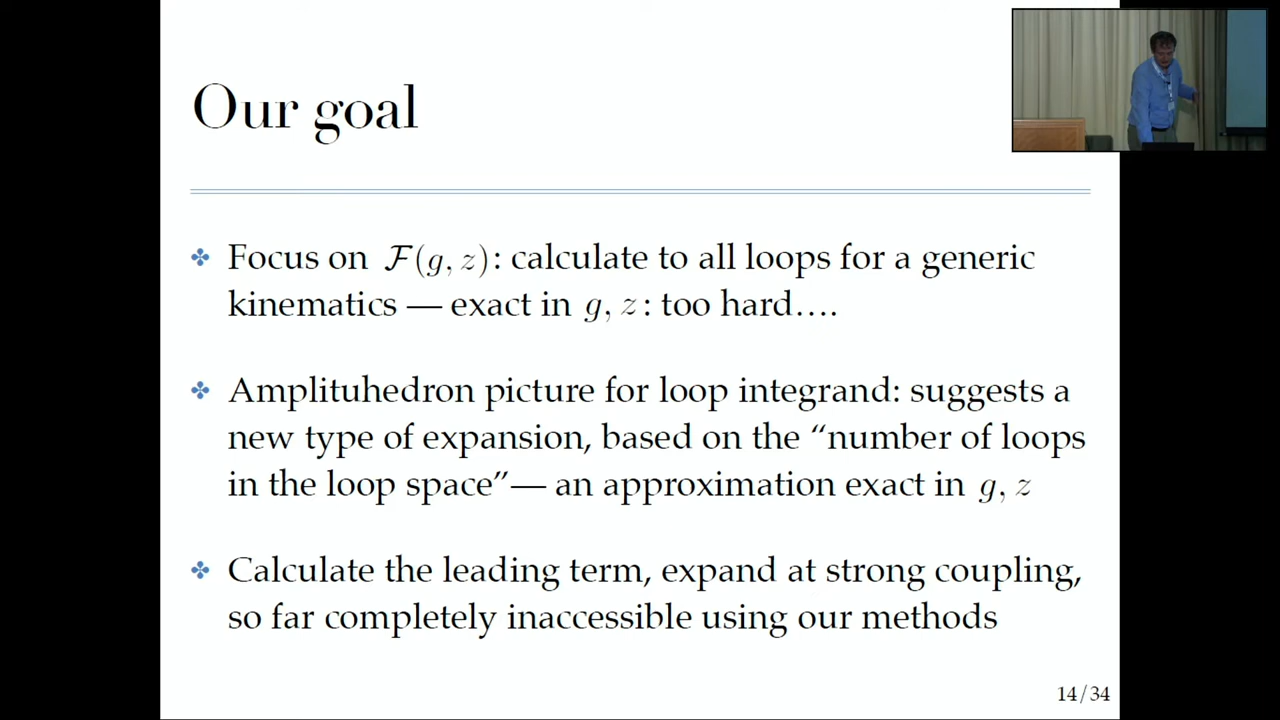 Our goal
Focus on ℱ(g, z): calculate to all loops for a generic
kinematics — exact in g, z: too hard….
Amplituhedron picture for loop integrand: suggests a
new type of expansion, based on the “number of loops
in the loop space”— an approximation exact in g, z
Calculate the leading term, expand at strong coupling,
so far completely inaccessible using our methods
14/34